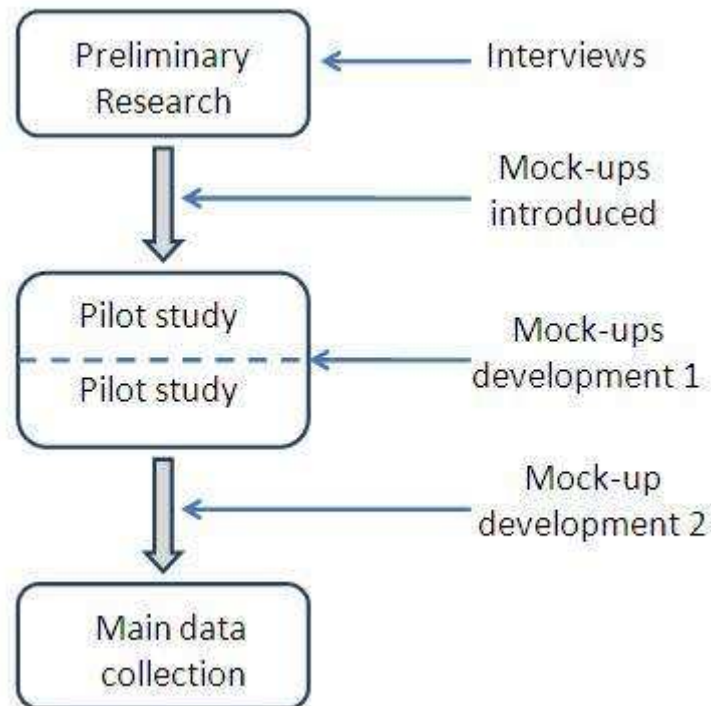 Preliminary
Research
Interviews
Mock-ups
introduced
Pilot study
Pilot study
Mock-ups
development 1
Mock-up
development 2
Main data
collection